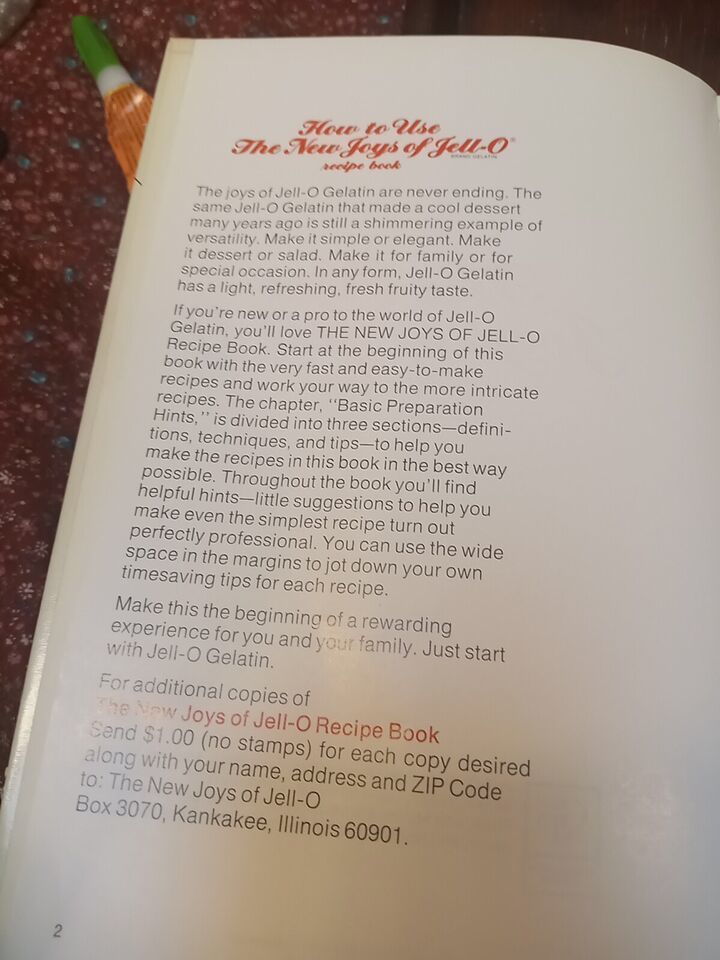 How to Use
The New Joys of Jell-O®
BRAND GELATIN
recipe book
The joys of Jell-O Gelatin are never ending. The
same Jell-O Gelatin that made a cool dessert
many years ago is still a shimmering example of
versatility. Make it simple or elegant. Make
it dessert or salad. Make it for family or for
special occasion. In any form, Jell-O Gelatin
has a light, refreshing, fresh fruity taste.
If you're new or a pro to the world of Jell-O
Gelatin, you'll love THE NEW JOYS OF JELL-O
Recipe Book. Start at the beginning of this
book with the very fast and easy-to-make
recipes and work your way to the more intricate
recipes. The chapter, "Basic Preparation
Hints," is divided into three sections—defini-
tions, techniques, and tips—to help you
make the recipes in this book in the best way
possible. Throughout the book you'll find
helpful hints—little suggestions to help you
make even the simplest recipe turn out
perfectly professional. You can use the wide
space in the margins to jot down your own
timesaving tips for each recipe.
Make this the beginning of a rewarding
experience for you and your family. Just start
with Jell-O Gelatin.
For additional copies of
The New Joys of Jell-O Recipe Book
Send $1.00 (no stamps) for each copy desired
along with your name, address and ZIP Code
to: The New Joys of Jell-O
Box 3070, Kankakee, Illinois 60901.
2